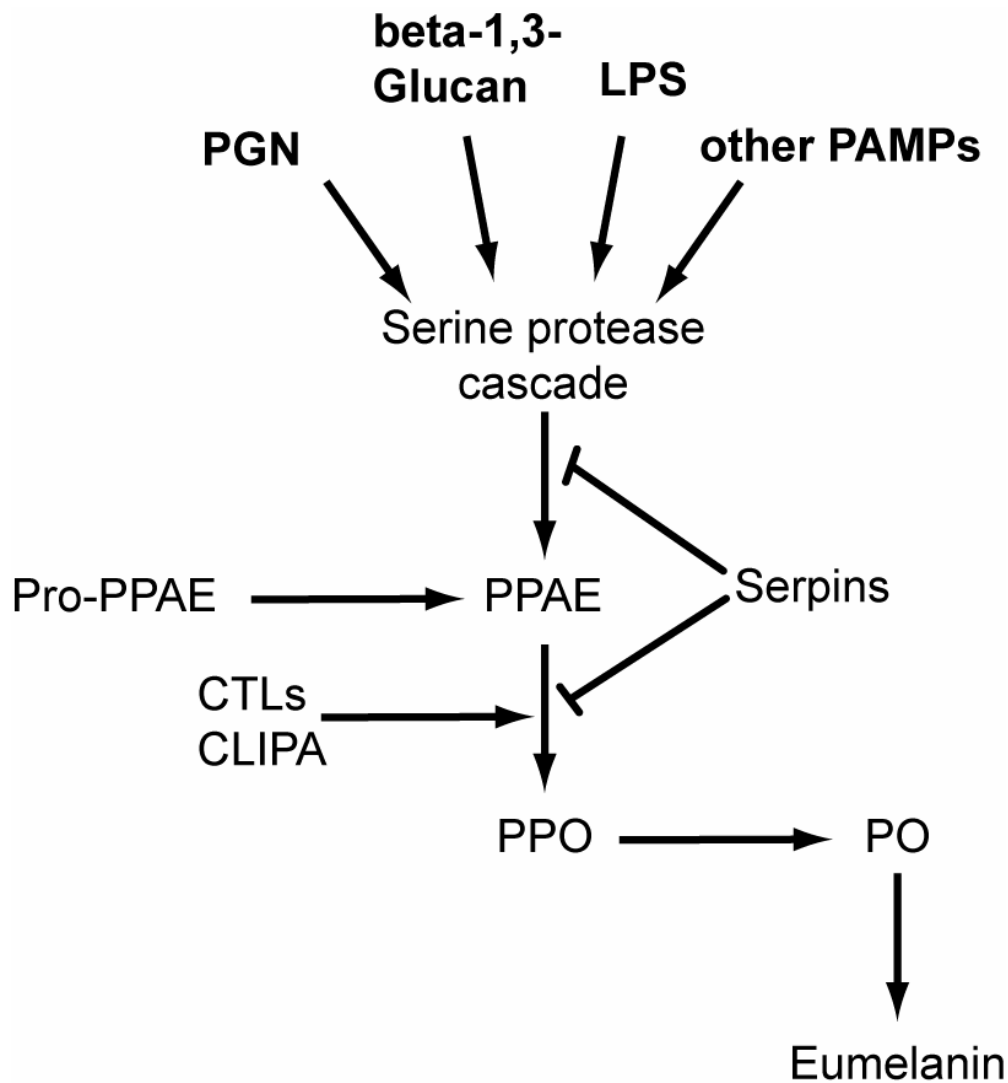 beta-1,3-
Glucan
LPS
PGN
other PAMPs
Serine protease
cascade
Pro-PPAE
PPAE
Serpins
CTLs
CLIPA
PPO
PO
Eumelanin